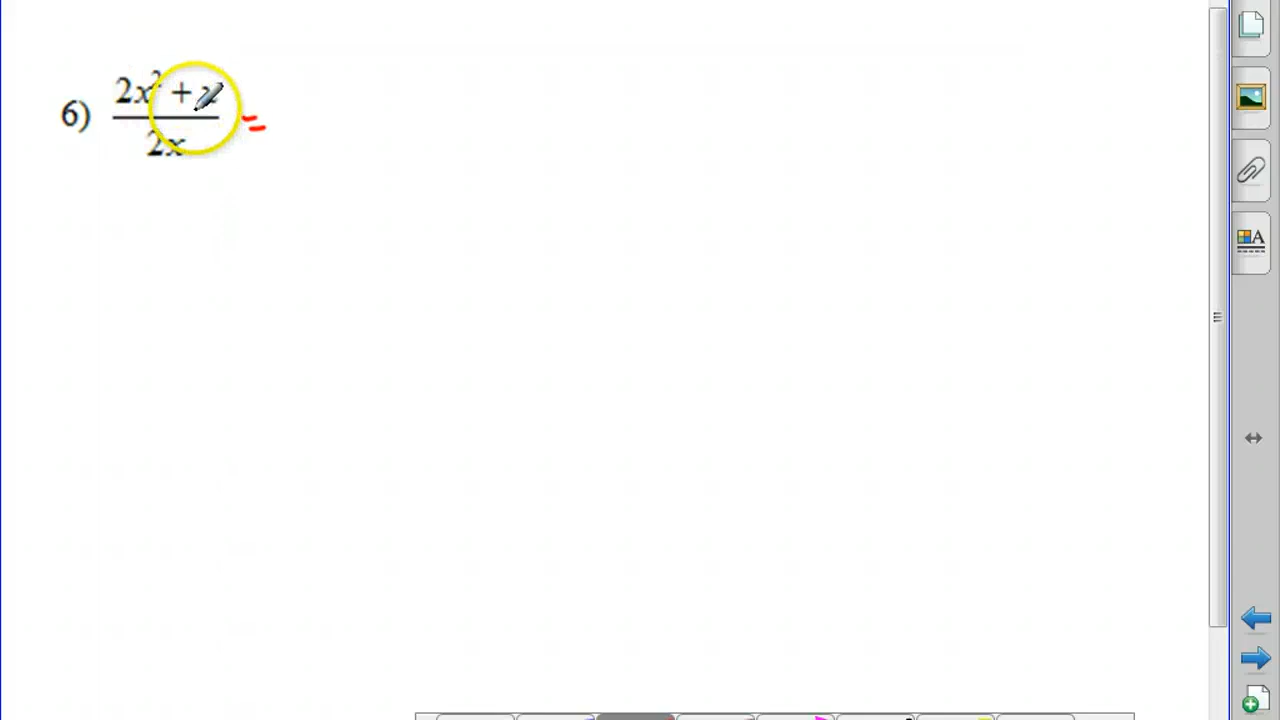 6) 2x² + x
2x
=